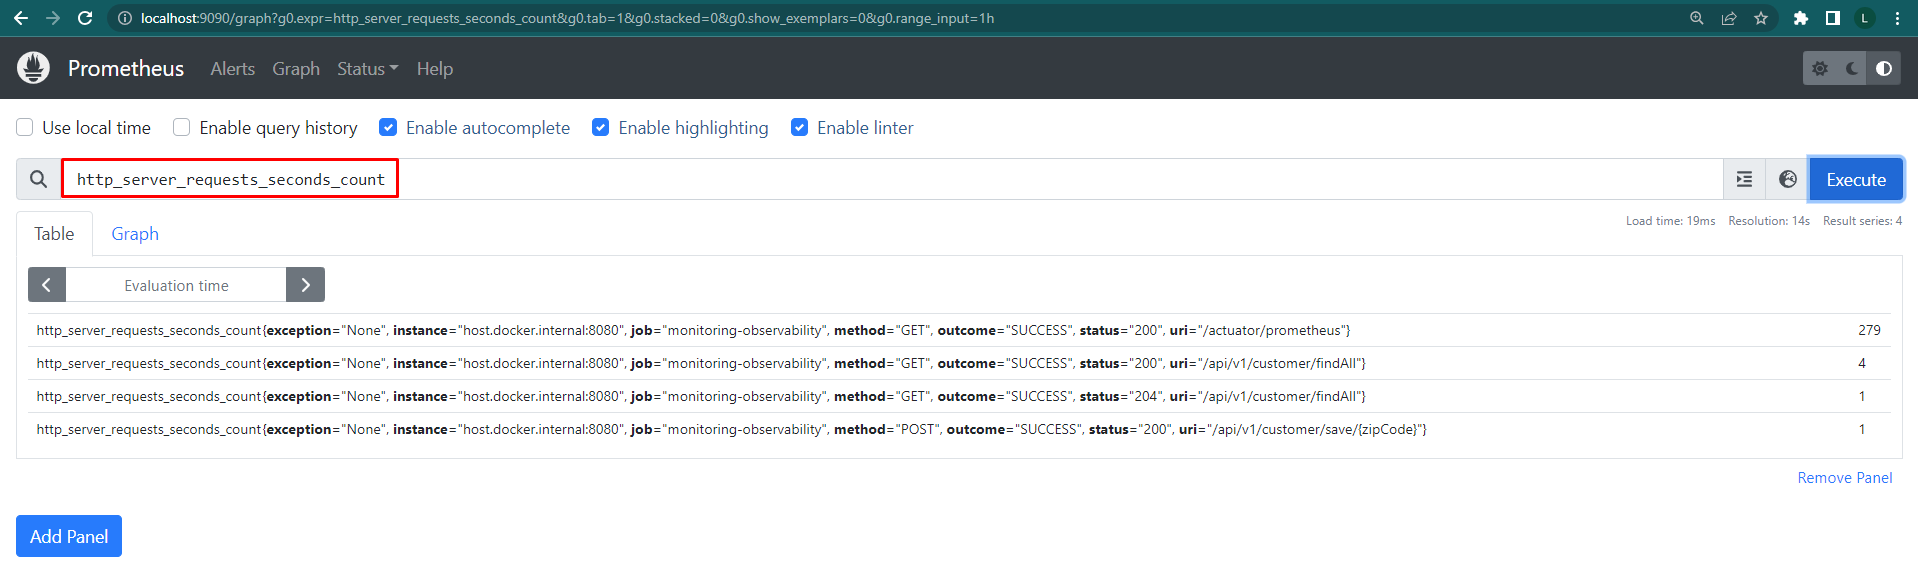 localhost:9090/graph?g0.expr=http_server_requests_seconds_count&g0.tab=1&g0.stacked=0&g0.show_exemplars=0&g0.range_input=1h
L
Prometheus Alerts Graph Status Help
Use local time Enable query history Enable autocomplete Enable highlighting Enable linter
http_server_requests_seconds_count Execute
Table Graph Load time: 19ms Resolution: 14s Result series: 4
Evaluation time
http_server_requests_seconds_count{exception="None", instance="host.docker.internal:8080", job="monitoring-observability", method="GET", outcome="SUCCESS", status="200", uri="/actuator/prometheus"} 279
http_server_requests_seconds_count{exception="None", instance="host.docker.internal:8080", job="monitoring-observability", method="GET", outcome="SUCCESS", status="200", uri="/api/v1/customer/findAll"} 4
http_server_requests_seconds_count{exception="None", instance="host.docker.internal:8080", job="monitoring-observability", method="GET", outcome="SUCCESS", status="204", uri="/api/v1/customer/findAll"} 1
http_server_requests_seconds_count{exception="None", instance="host.docker.internal:8080", job="monitoring-observability", method="POST", outcome="SUCCESS", status="200", uri="/api/v1/customer/save/{zipCode}"} 1
Remove Panel
Add Panel